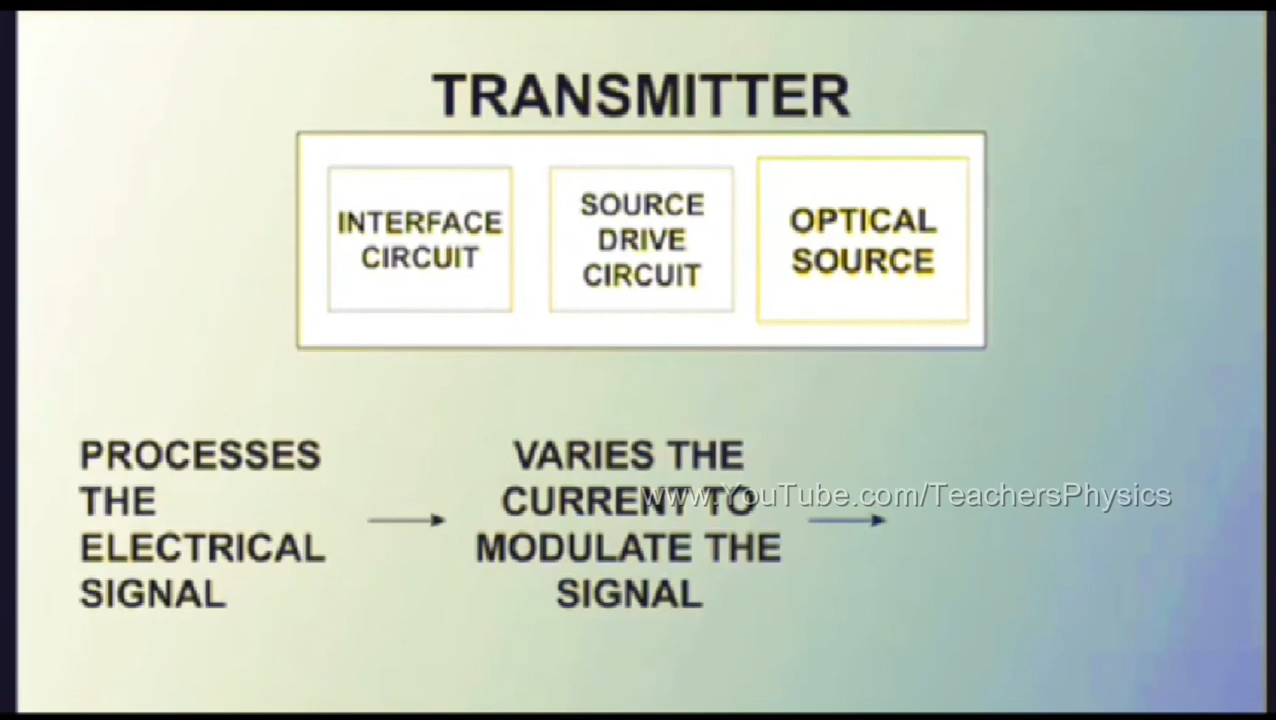 TRANSMITTER
INTERFACE
CIRCUIT
SOURCE
DRIVE
CIRCUIT
OPTICAL
SOURCE
PROCESSES
THE
ELECTRICAL
SIGNAL
VARIES THE
CURRENT TO
MODULATE THE
SIGNAL
www.YouTube.com/TeachersPhysics